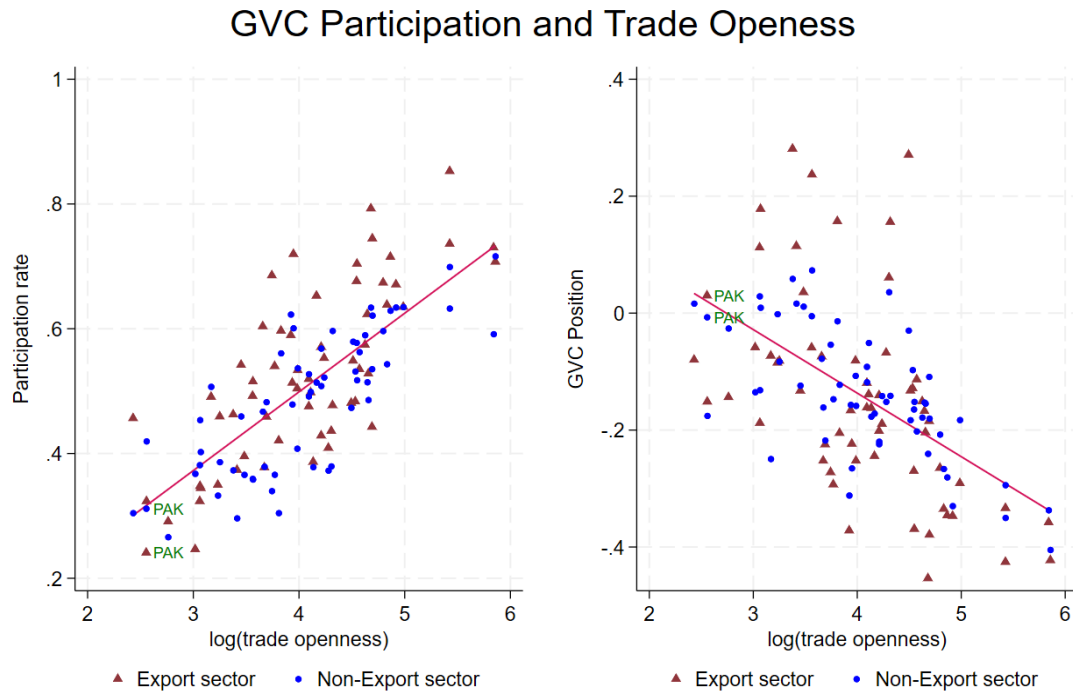 GVC Participation and Trade Openess
Participation rate
1
.8
.6
.4
.2
PAK
PAK
2 3 4 5 6
log(trade openness)
Export sector Non-Export sector
GVC Position
.4
.2
0
-.2
-.4
PAK
PAK
2 3 4 5 6
log(trade openness)
Export sector Non-Export sector